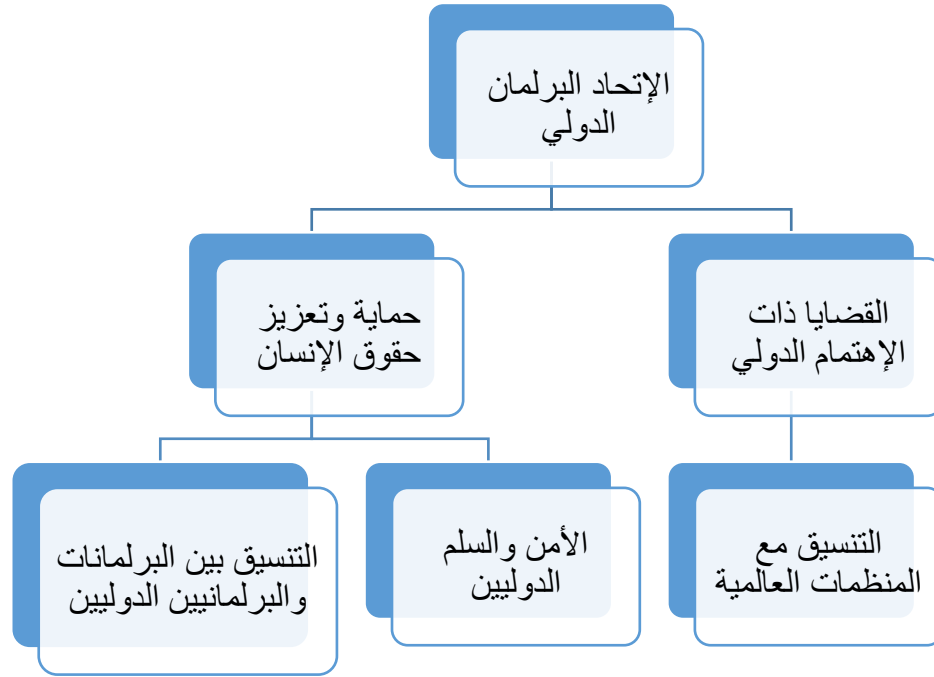 الإتحاد البرلمان
الدولي
القضايا ذات
الإهتمام الدولي
حماية وتعزيز
حقوق الإنسان
التنسيق مع
المنظمات العالمية
الأمن والسلم
الدوليين
التنسيق بين البرلمانات
والبرلمانيين الدوليين